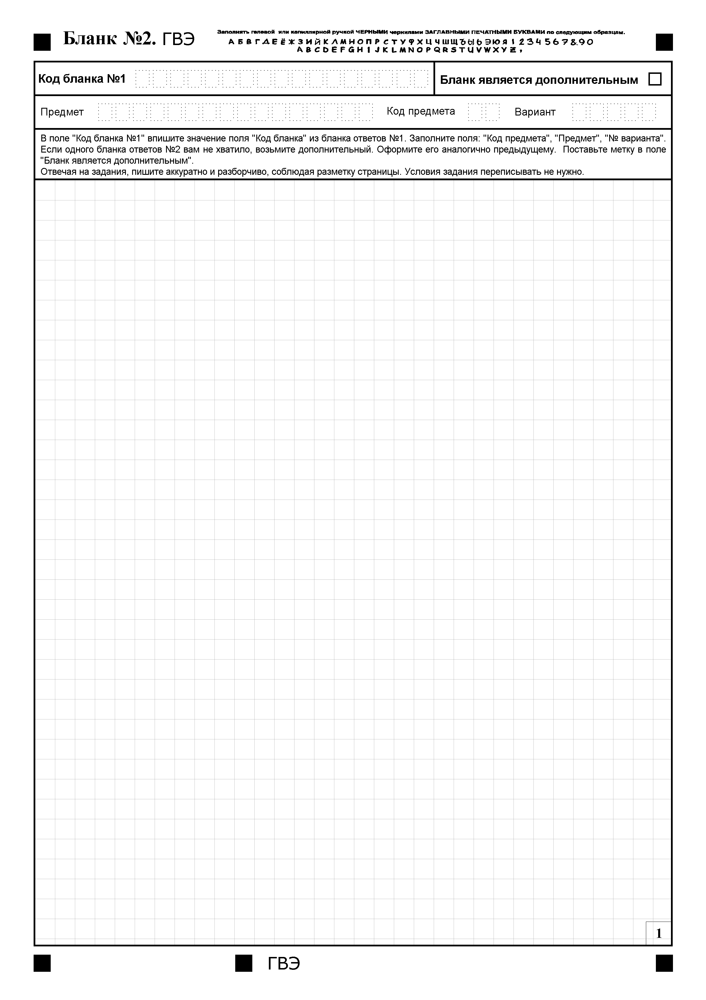 Бланк №2. ГВЭ
Заполнять гелевой или капиллярной ручкой ЧЕРНЫМИ чернилами ЗАГЛАВНЫМИ ПЕЧАТНЫМИ БУКВАМИ по следующим образцам.
А Б В Г Д Е Ё Ж З И Й К Л М Н О П Р С Т У Ф Х Ц Ч Ш Щ Ъ Ы Ь Э Ю Я 1 2 3 4 5 6 7 8 9 0
A B C D E F G H I J K L M N O P Q R S T U V W X Y Z ,
Код бланка №1
Бланк является дополнительным
Предмет Код предмета Вариант
В поле "Код бланка №1" впишите значение поля "Код бланка" из бланка ответов №1. Заполните поля: "Код предмета", "Предмет", "№ варианта".
Если одного бланка ответов №2 вам не хватило, возьмите дополнительный. Оформите его аналогично предыдущему. Поставьте метку в поле
"Бланк является дополнительным".
Отвечая на задания, пишите аккуратно и разборчиво, соблюдая разметку страницы. Условия задания переписывать не нужно.
1
ГВЭ